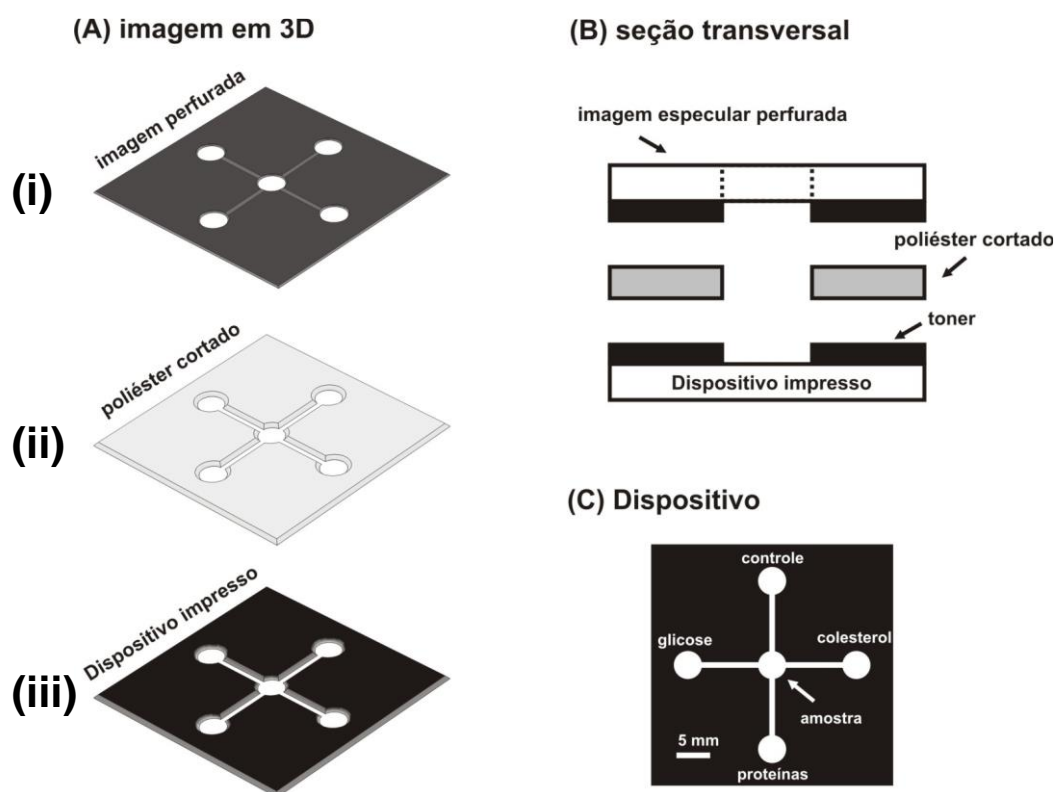 (A) imagem em 3D
imagem perfurada
(i)
poliéster cortado
(ii)
Dispositivo impresso
(iii)
(B) seção transversal
imagem especular perfurada
poliéster cortado
toner
Dispositivo impresso
(C) Dispositivo
controle
glicose
colesterol
amostra
5 mm
proteínas